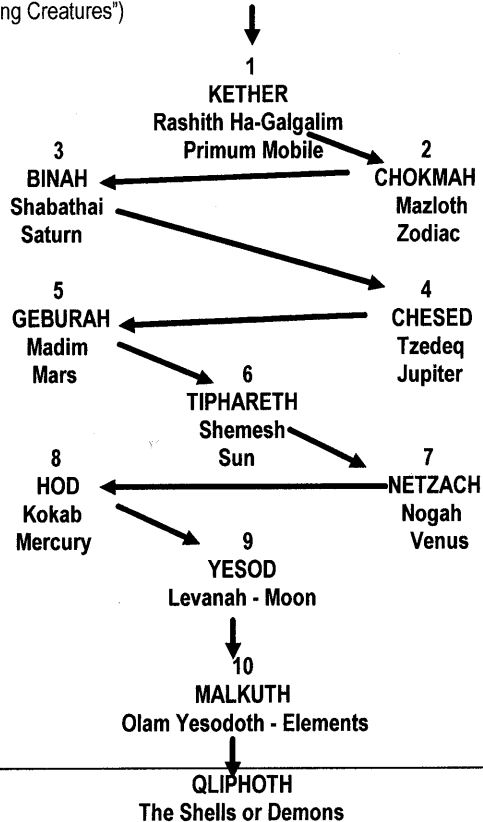 ng Creatures")
1
KETHER
Rashith Ha-Galgalim
Primum Mobile
2
CHOKMAH
Mazloth
Zodiac
3
BINAH
Shabathai
Saturn
4
CHESED
Tzedeq
Jupiter
5
GEBURAH
Madim
Mars
6
TIPHARETH
Shemesh
Sun
7
NETZACH
Nogah
Venus
8
HOD
Kokab
Mercury
9
YESOD
Levanah - Moon
10
MALKUTH
Olam Yesodoth - Elements
QLIPHOTH
The Shells or Demons